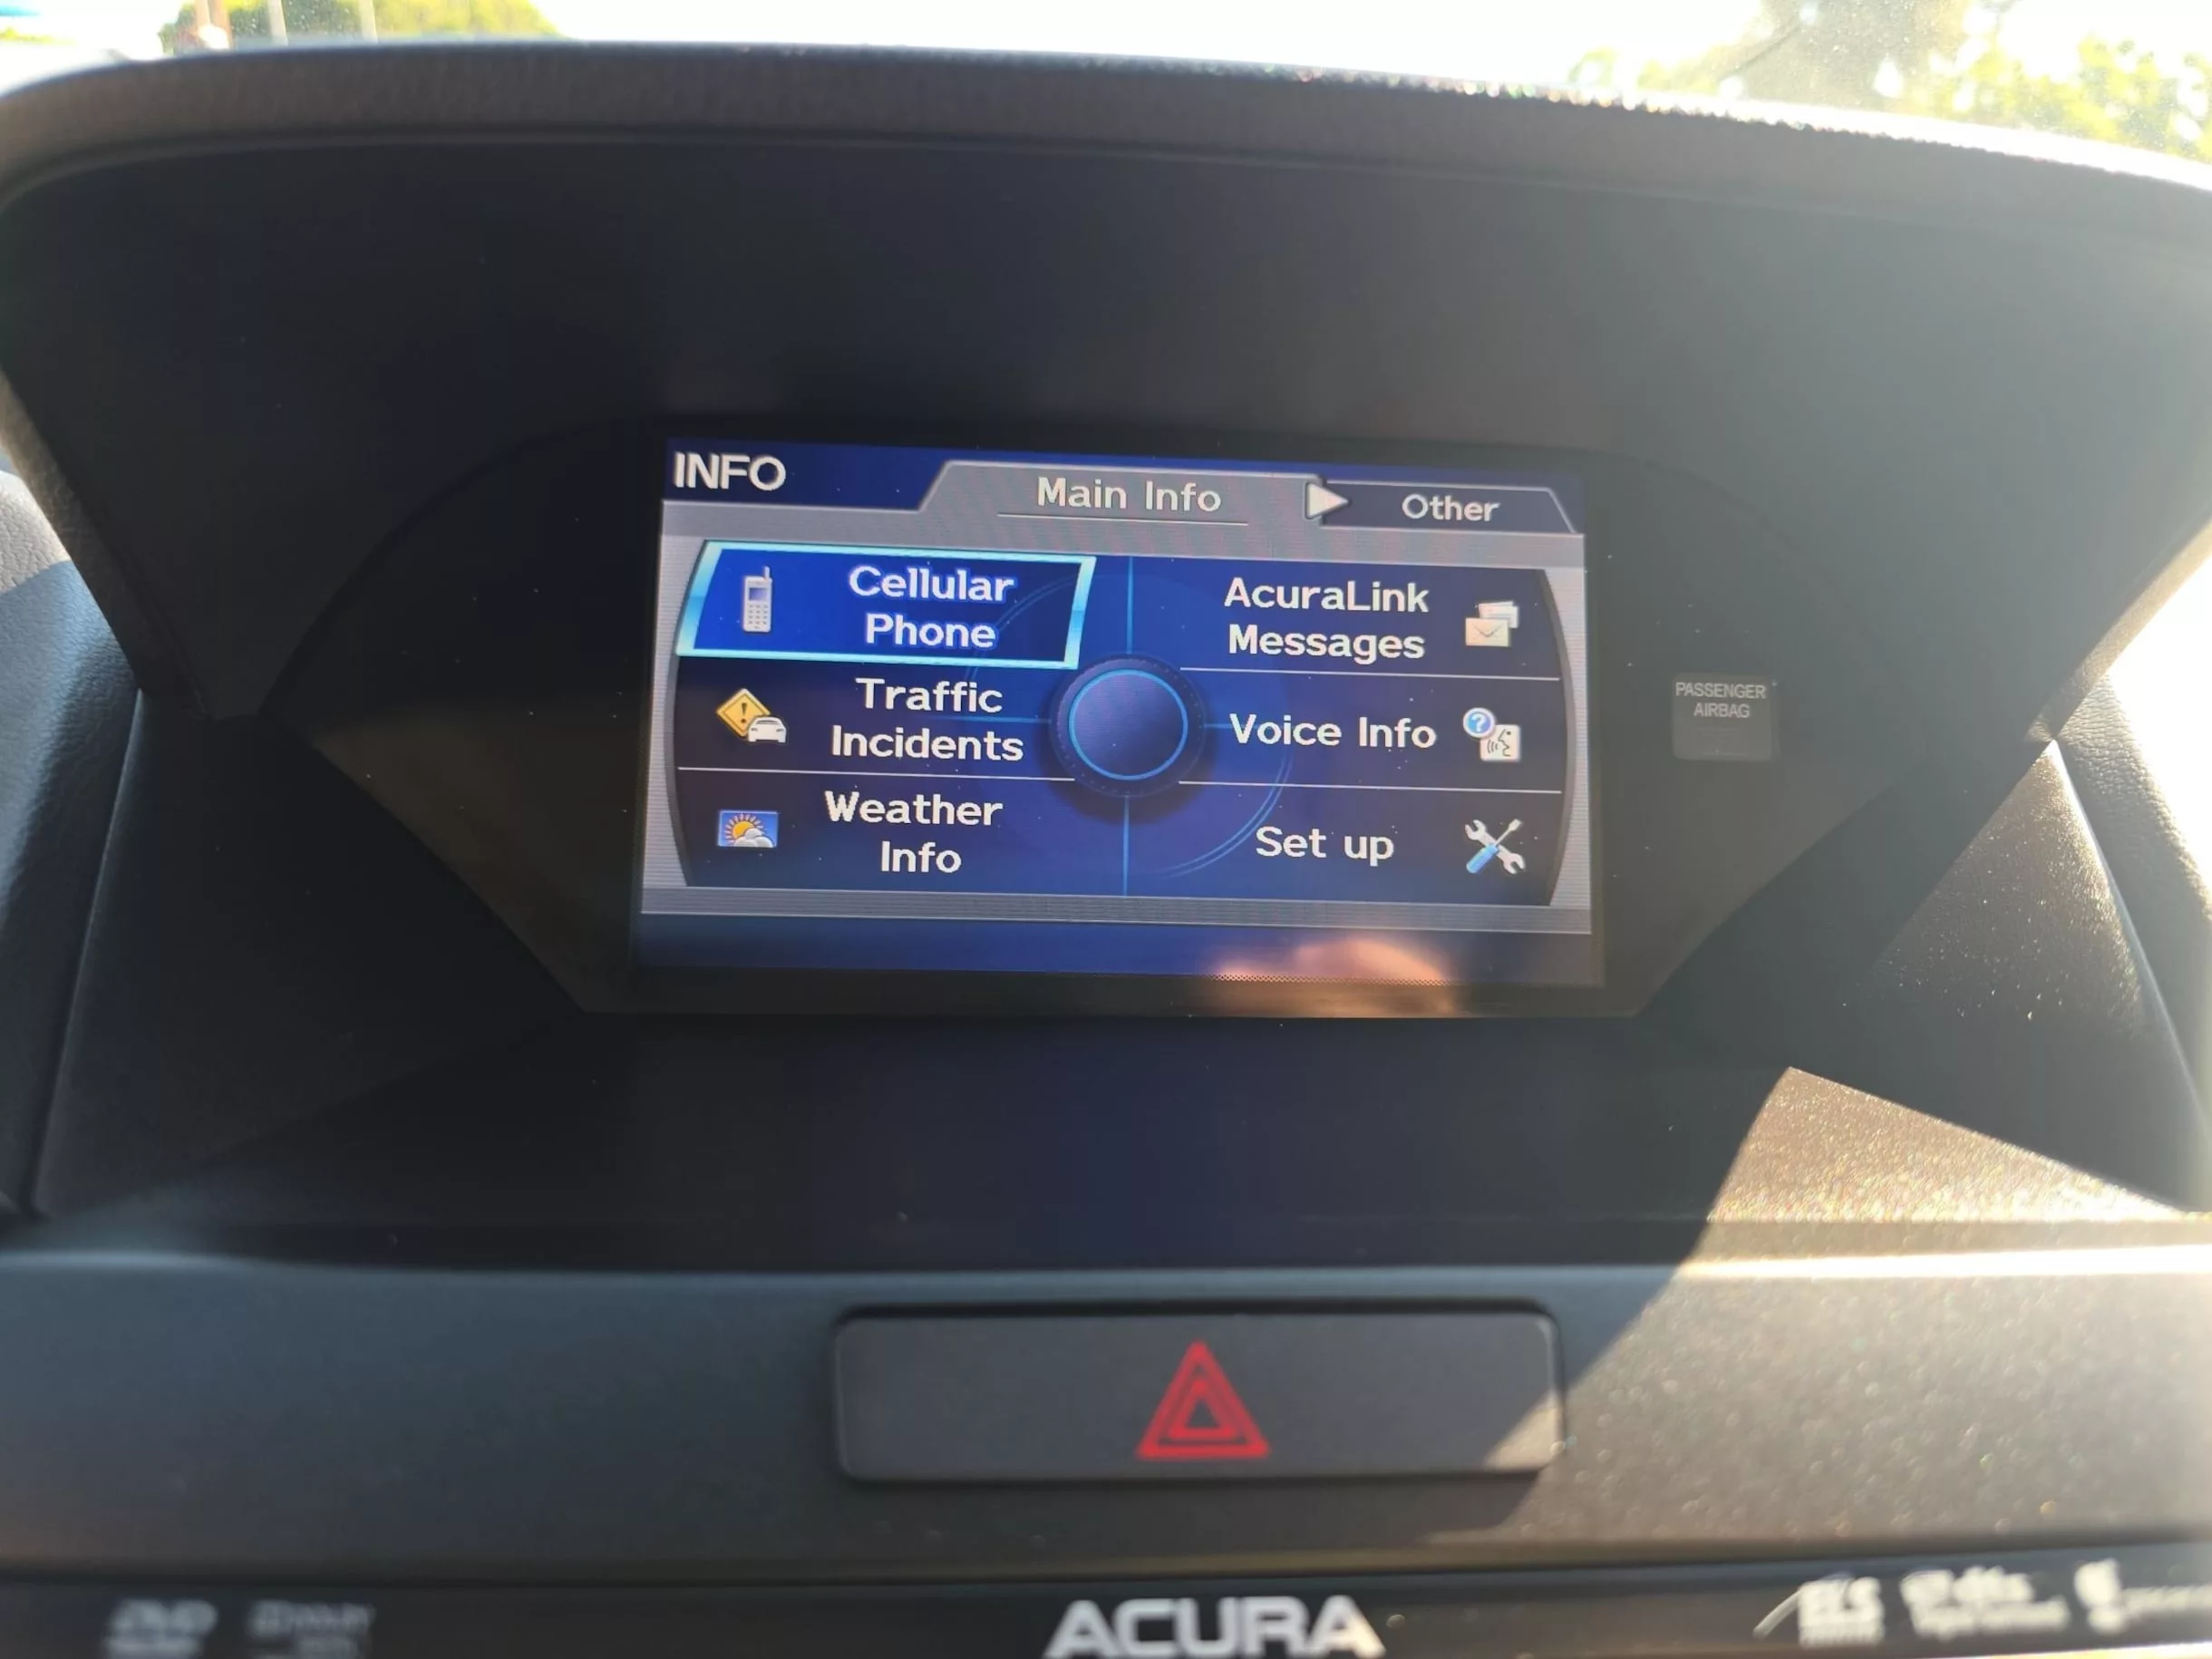 INFO
Main Info
Other
Cellular
Phone
AcuraLink
Messages
Traffic
Incidents
Voice Info
Weather
Info
Set up
PASSENGER
AIRBAG
ACURA
ELS